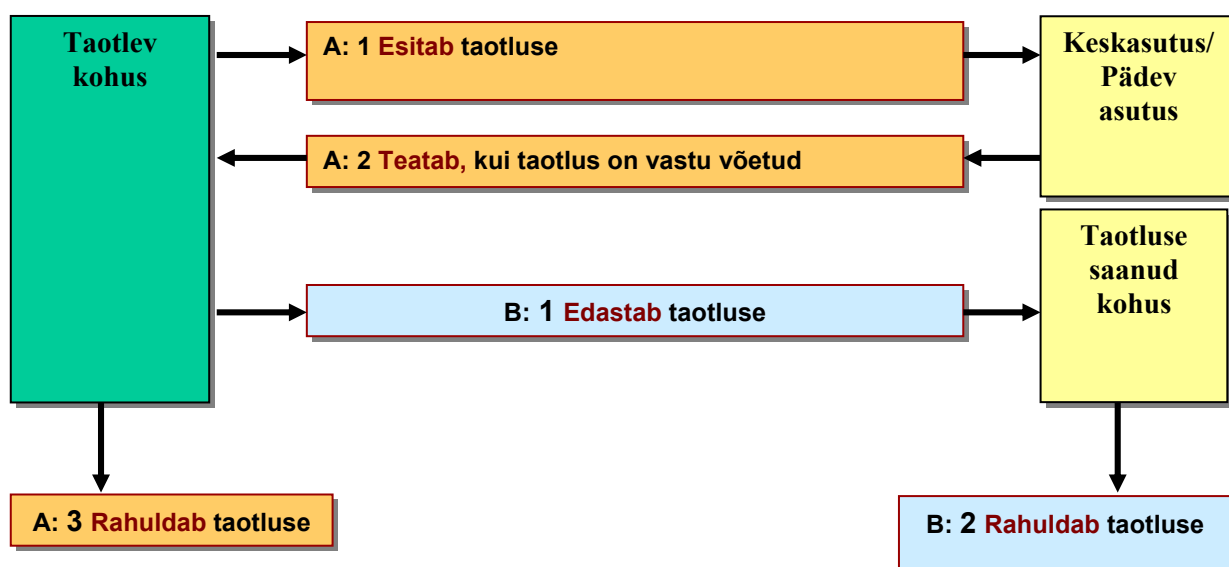 Taotlev
kohus
A: 1 Esitab taotluse
Keskasutus/
Pädev
asutus
A: 2 Teatab, kui taotlus on vastu võetud
Taotluse
saanud
kohus
B: 1 Edastab taotluse
A: 3 Rahuldab taotluse
B: 2 Rahuldab taotluse